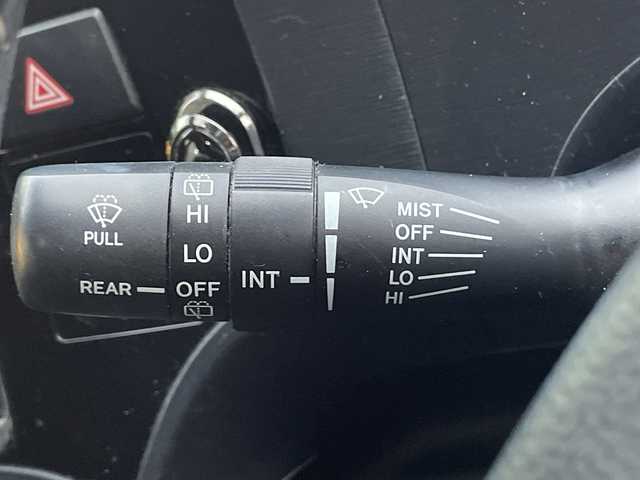 PULL
REAR
HI
LO
OFF
INT
MIST
OFF
INT
LO
HI